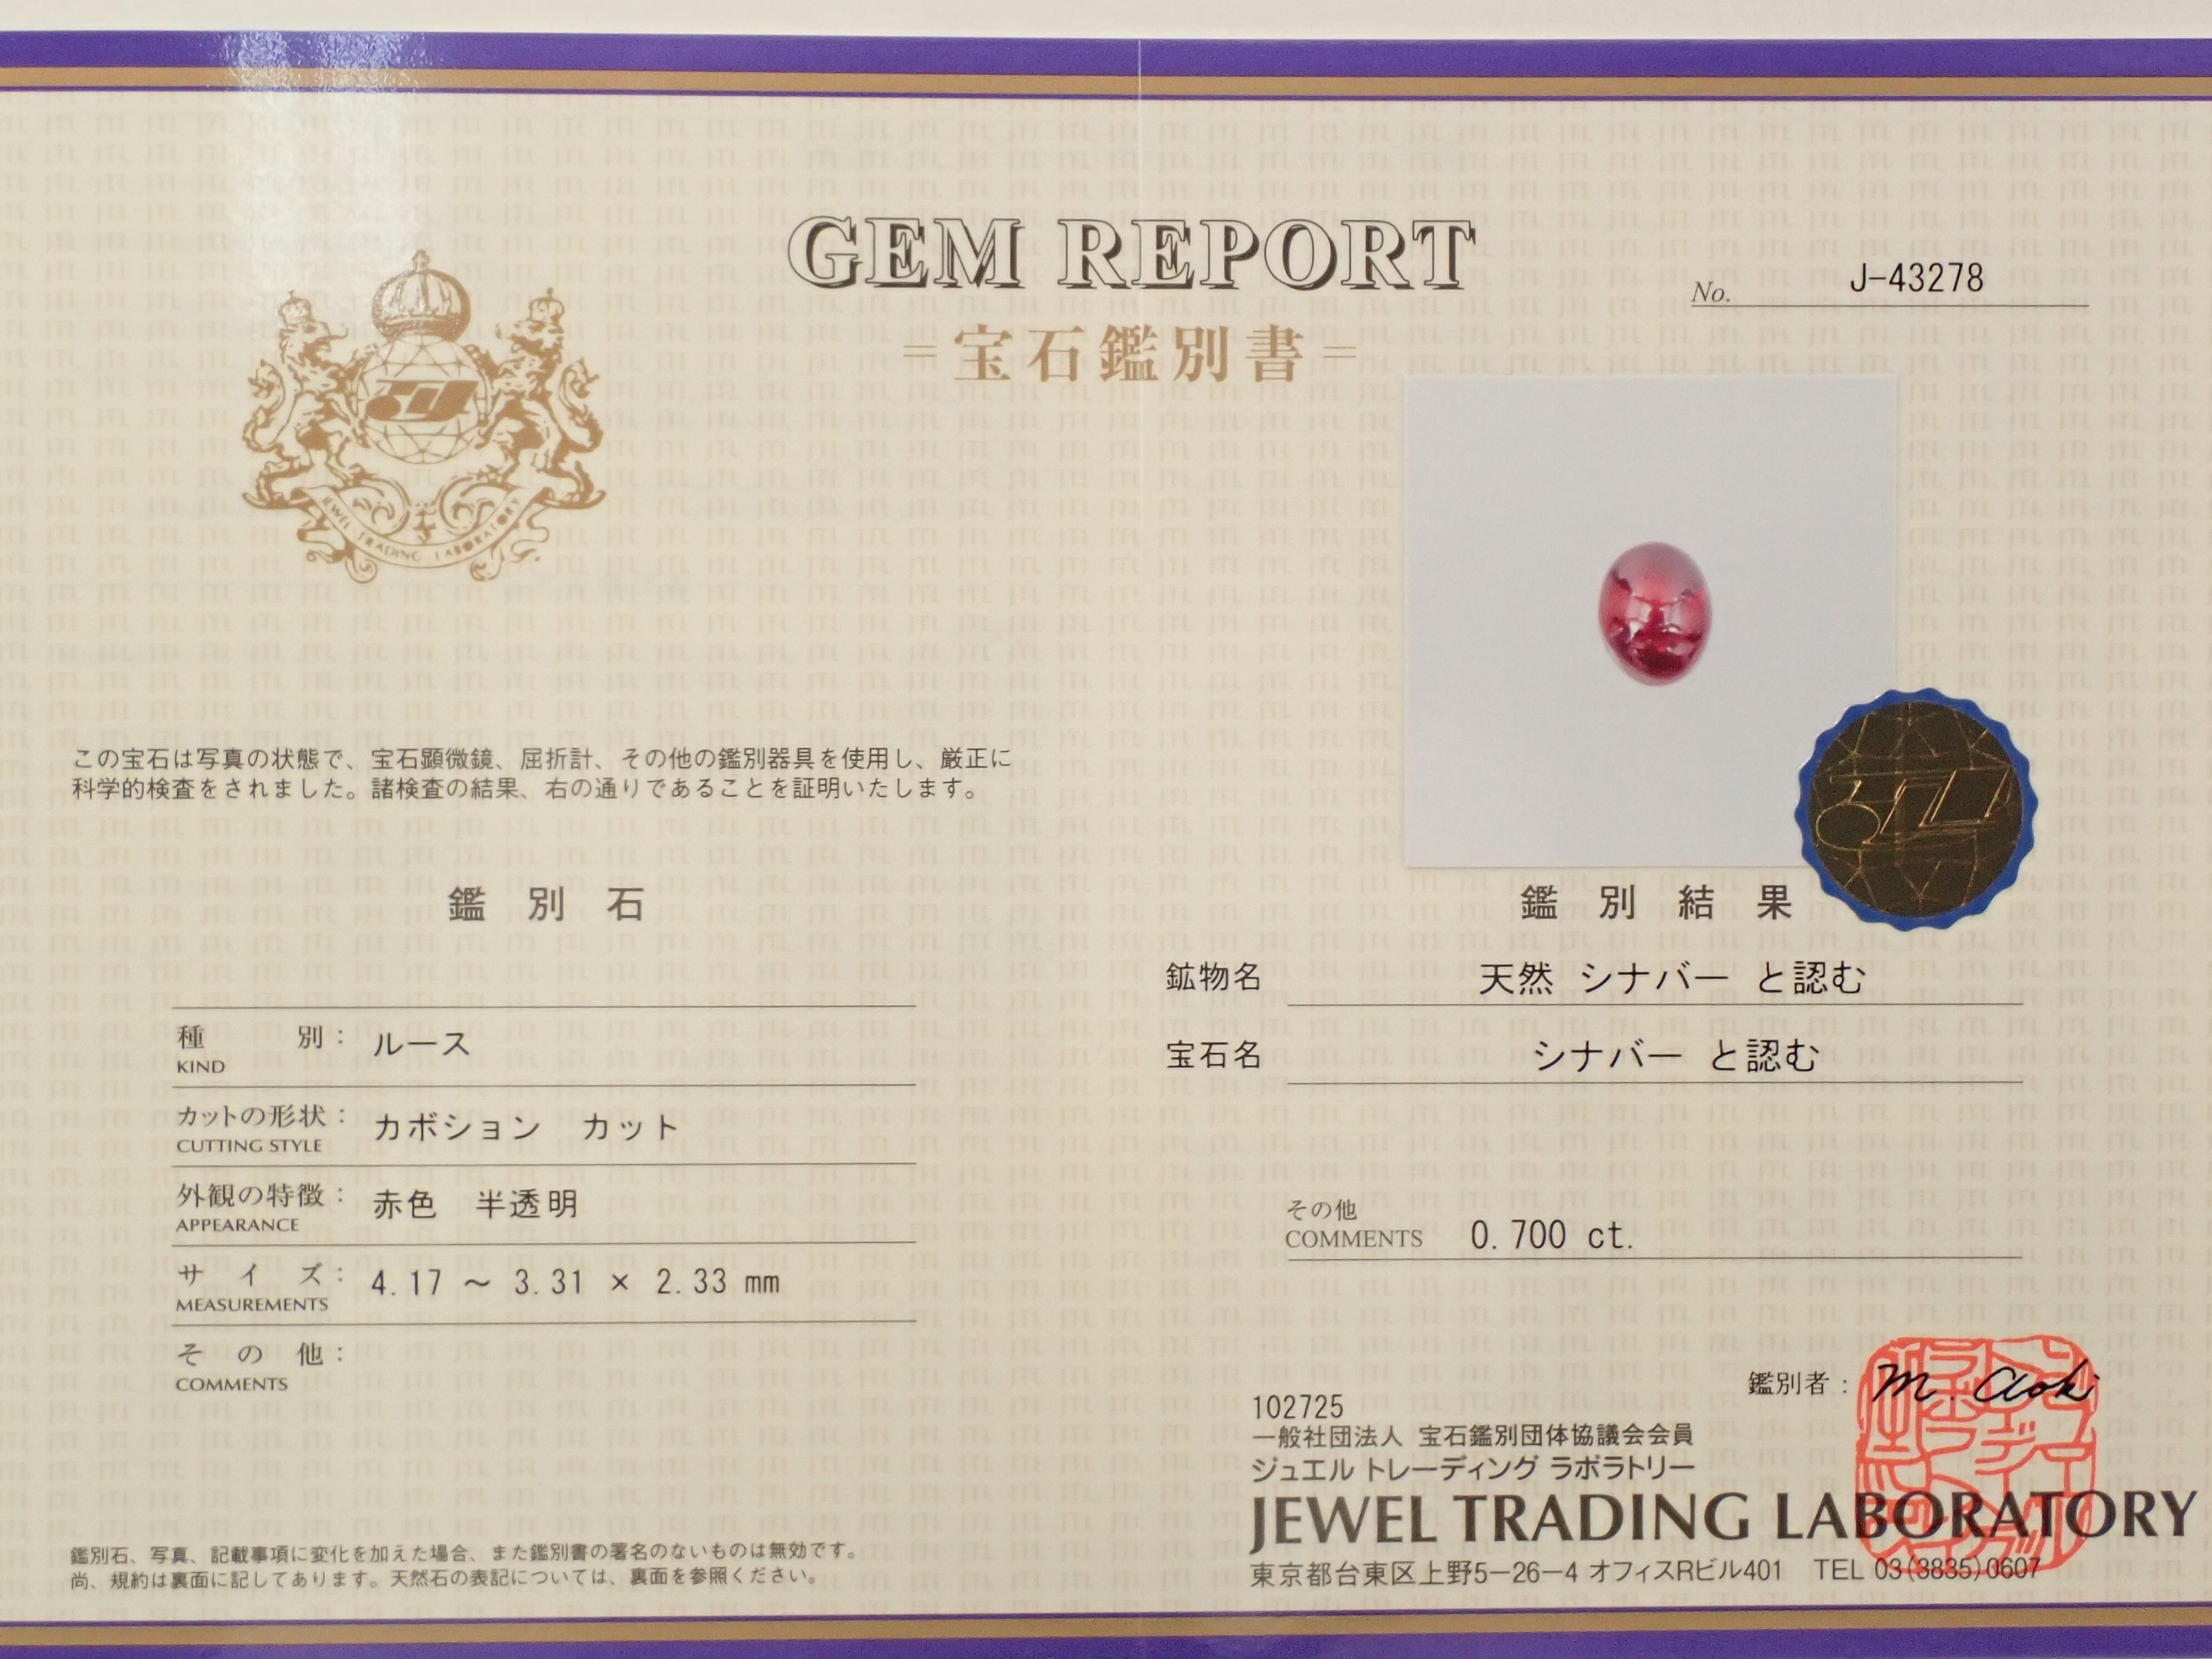 GEM REPORT
=宝石鑑別書=
No. J-43278
JEWEL TRADING LABORATORY
この宝石は写真の状態で、宝石顕微鏡、屈折計、その他の鑑別器具を使用し、厳正に
科学的検査をされました。諸検査の結果、右の通りであることを証明いたします。
鑑別石
種別: ルース
KIND
カットの形状: カボション カット
CUTTING STYLE
外観の特徴: 赤色 半透明
APPEARANCE
サイズ: 4.17 ～ 3.31 × 2.33 mm
MEASUREMENTS
その他:
COMMENTS
鑑別石、写真、記載事項に変化を加えた場合、また鑑別書の署名のないものは無効です。
尚、規約は裏面に記してあります。天然石の表記については、裏面を参照ください。
鑑別結果
鉱物名 天然 シナバー と認む
宝石名 シナバー と認む
その他
COMMENTS 0.700 ct.
鑑別者: M. Aoki
102725
一般社団法人 宝石鑑別団体協議会会員
ジュエル トレーディング ラボラトリー
JEWEL TRADING LABORATORY
東京都台東区上野5-26-4 オフィスRビル401 TEL 03(3835)0607